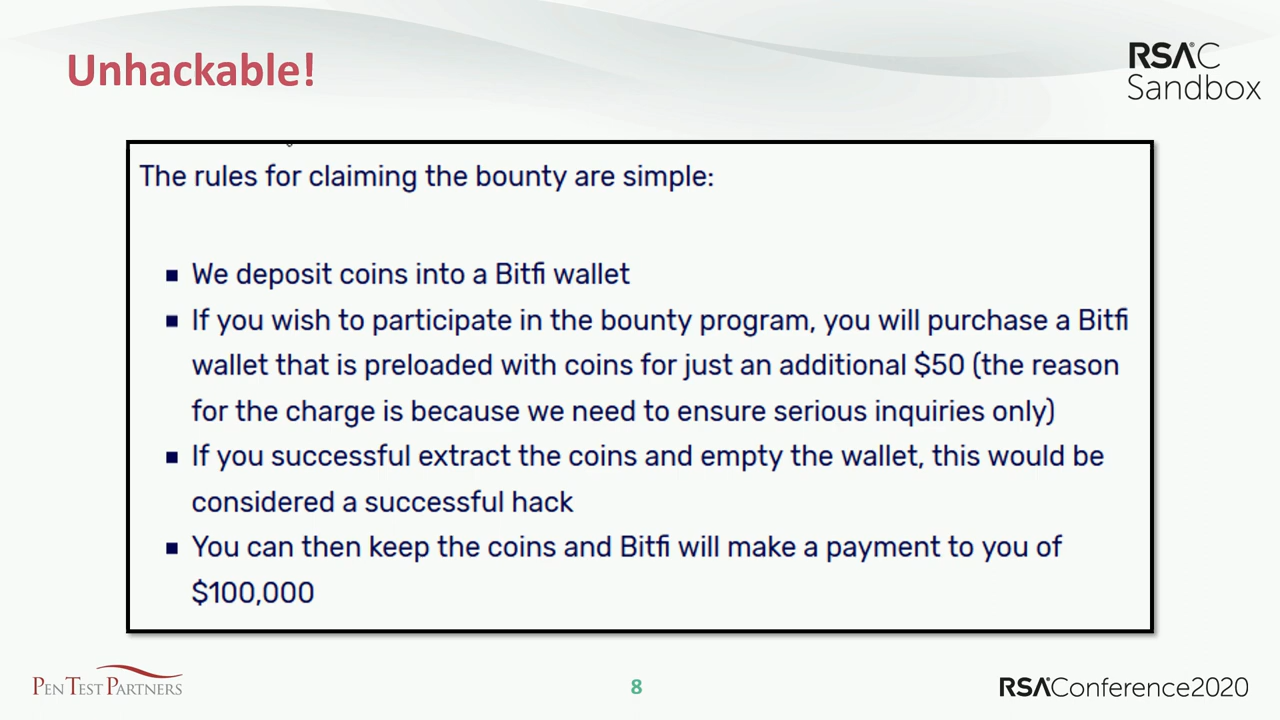 Unhackable!
RSAC
Sandbox
The rules for claiming the bounty are simple:
We deposit coins into a Bitfi wallet
If you wish to participate in the bounty program, you will purchase a Bitfi
wallet that is preloaded with coins for just an additional $50 (the reason
for the charge is because we need to ensure serious inquiries only)
If you successful extract the coins and empty the wallet, this would be
considered a successful hack
You can then keep the coins and Bitfi will make a payment to you of
$100,000
PEN TEST PARTNERS
8
RSAConference2020